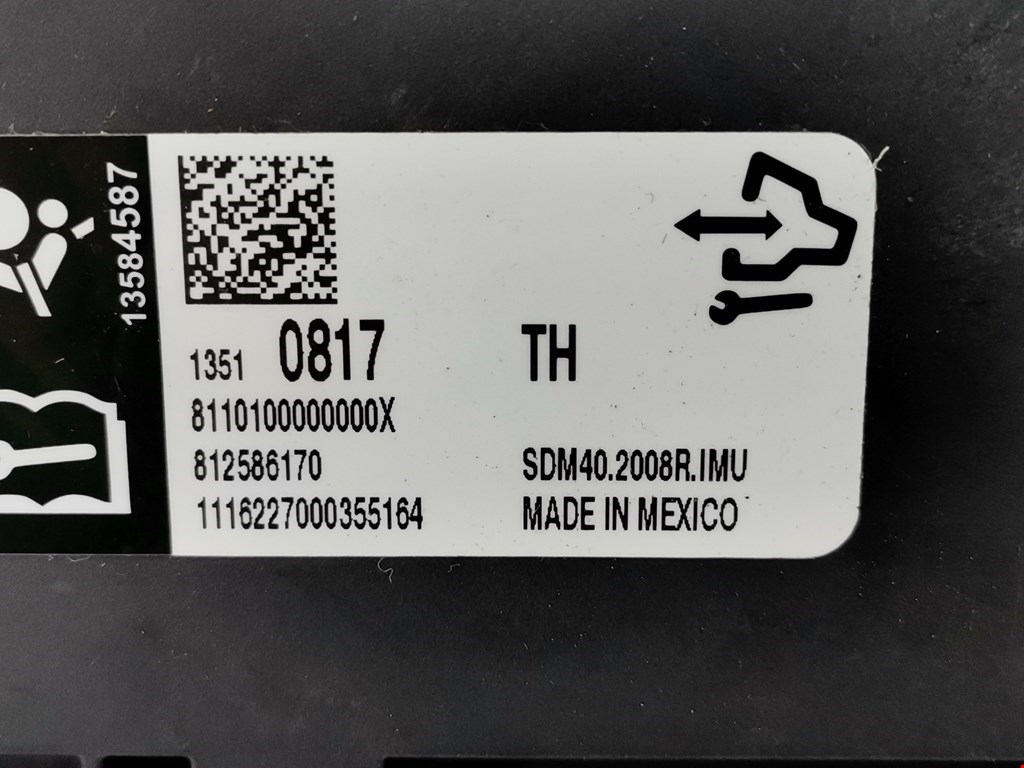 13584587
1351 0817 TH
8110100000000X
812586170 SDM40.2008R.IMU
1116227000355164 MADE IN MEXICO